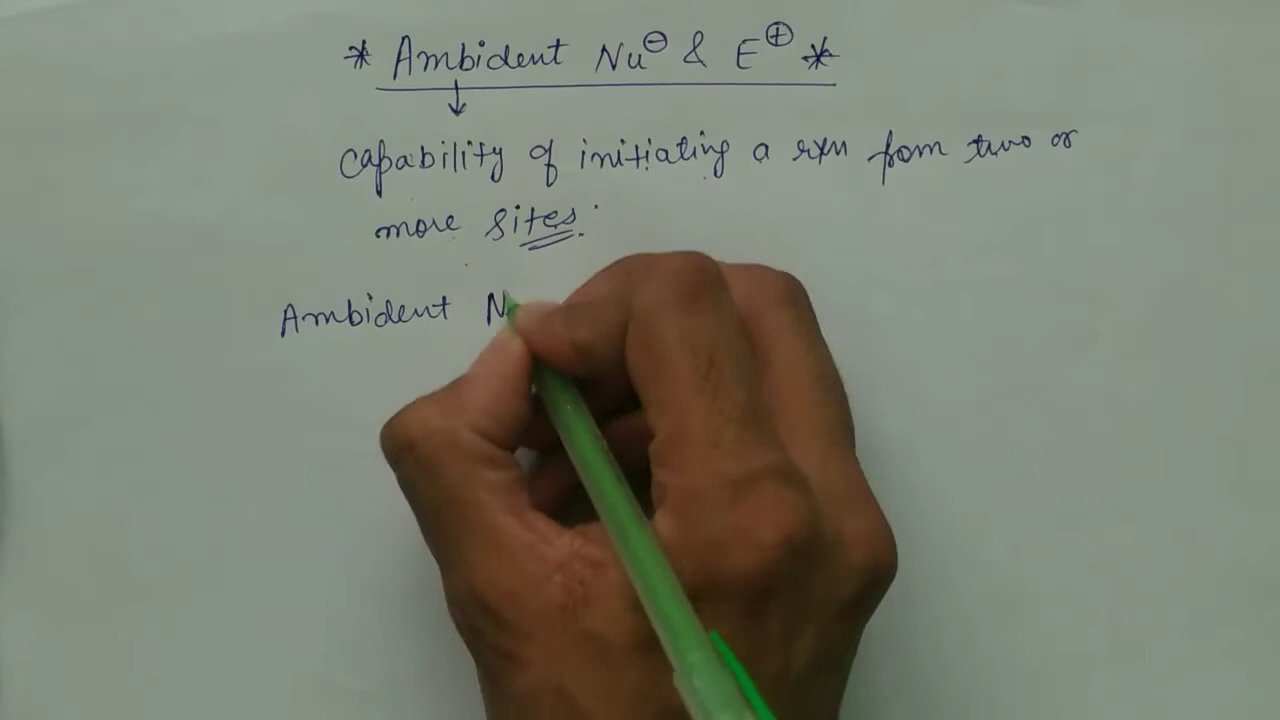 * Ambident Nu⊖ & E⊕ *
↓
Capability of initiating a rxn from two or
more sites.
Ambident N